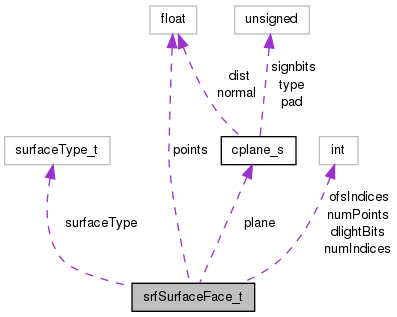 float
unsigned
signbits
type
pad
dist
normal
surfaceType_t
points
cplane_s
int
ofsIndices
numPoints
dlightBits
numIndices
surfaceType
plane
srfSurfaceFace_t